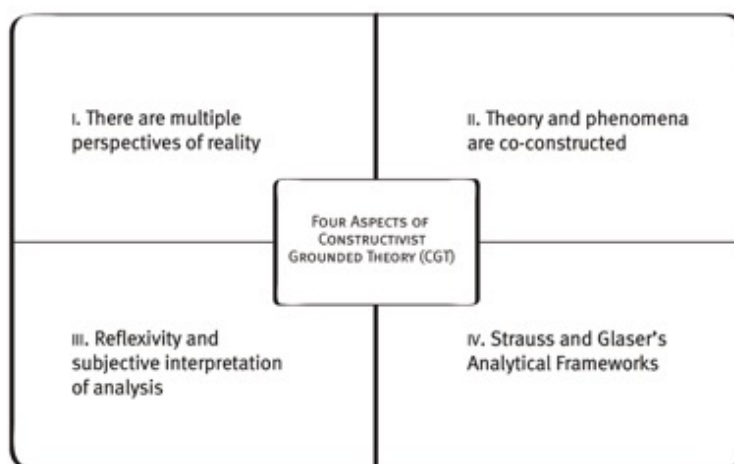 I. There are multiple
perspectives of reality
II. Theory and phenomena
are co-constructed
FOUR ASPECTS OF
CONSTRUCTIVIST
GROUNDED THEORY (CGT)
III. Reflexivity and
subjective interpretation
of analysis
IV. Strauss and Glaser's
Analytical Frameworks